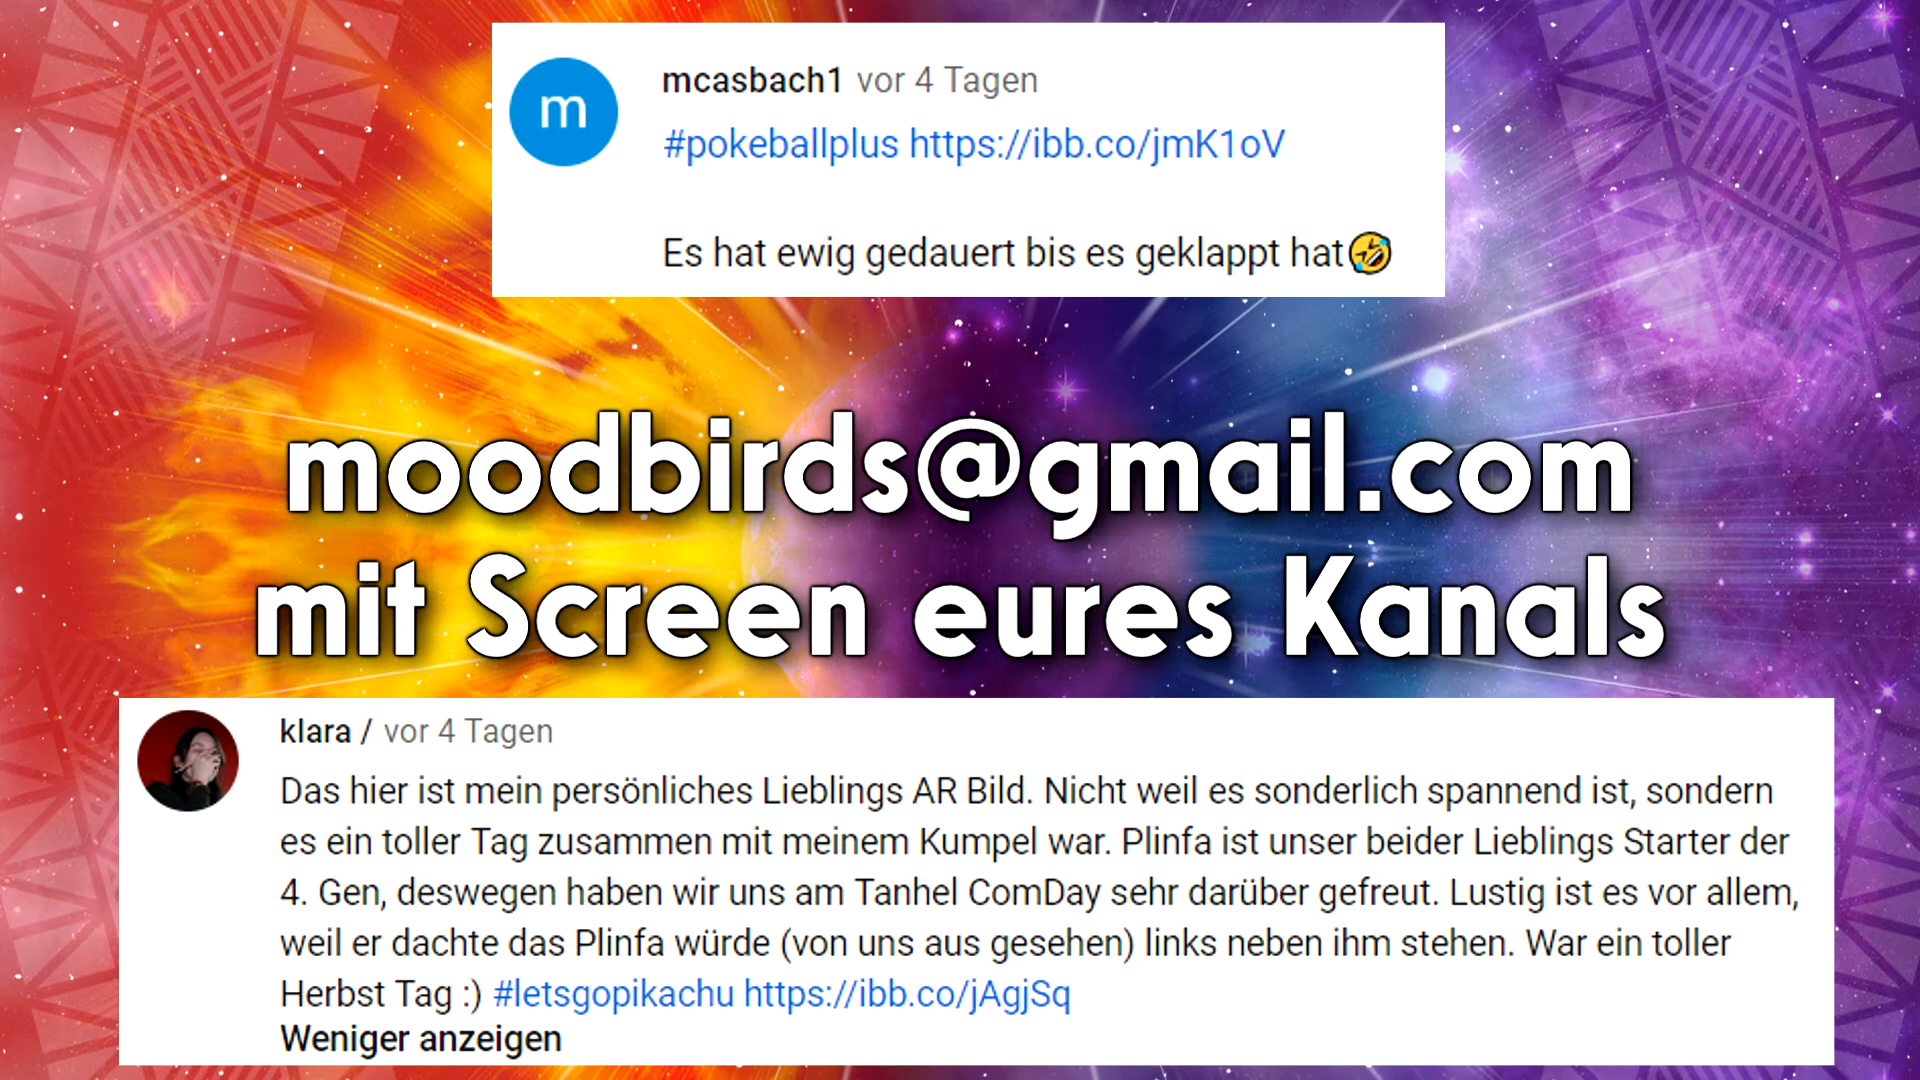 m
mcasbach1 vor 4 Tagen
#pokeballplus https://ibb.co/jmK1oV
Es hat ewig gedauert bis es geklappt hat🤣
moodbirds@gmail.com
mit Screen eures Kanals
klara / vor 4 Tagen
Das hier ist mein persönliches Lieblings AR Bild. Nicht weil es sonderlich spannend ist, sondern
es ein toller Tag zusammen mit meinem Kumpel war. Plinfa ist unser beider Lieblings Starter der
4. Gen, deswegen haben wir uns am Tanhel ComDay sehr darüber gefreut. Lustig ist es vor allem,
weil er dachte das Plinfa würde (von uns aus gesehen) links neben ihm stehen. War ein toller
Herbst Tag :) #letsgopikachu https://ibb.co/jAgjSq
Weniger anzeigen